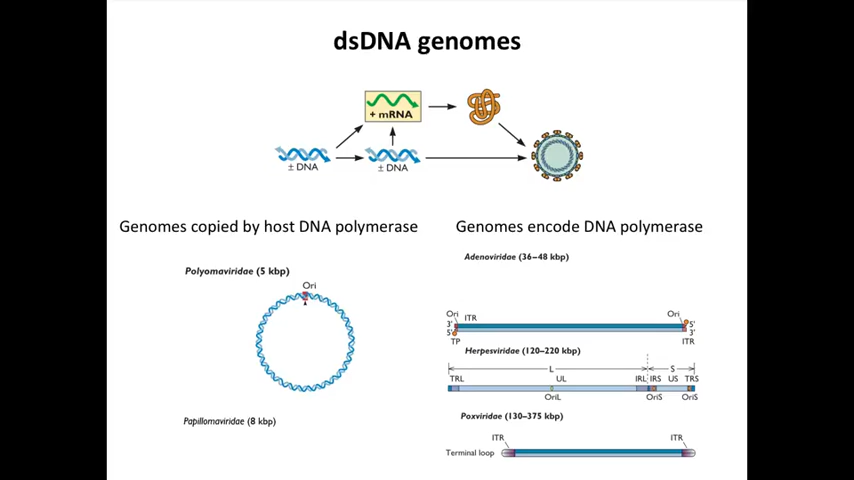 dsDNA genomes
+ mRNA
± DNA
± DNA
Genomes copied by host DNA polymerase
Genomes encode DNA polymerase
Polyomaviridae (5 kbp)
Ori
Papillomaviridae (8 kbp)
Adenoviridae (36–48 kbp)
Ori ITR Ori
3' 5'
5' 3'
TP ITR
Herpesviridae (120–220 kbp)
L S
TRL UL IRL IRS US TRS
OriL OriS OriS
Poxviridae (130–375 kbp)
ITR ITR
Terminal loop